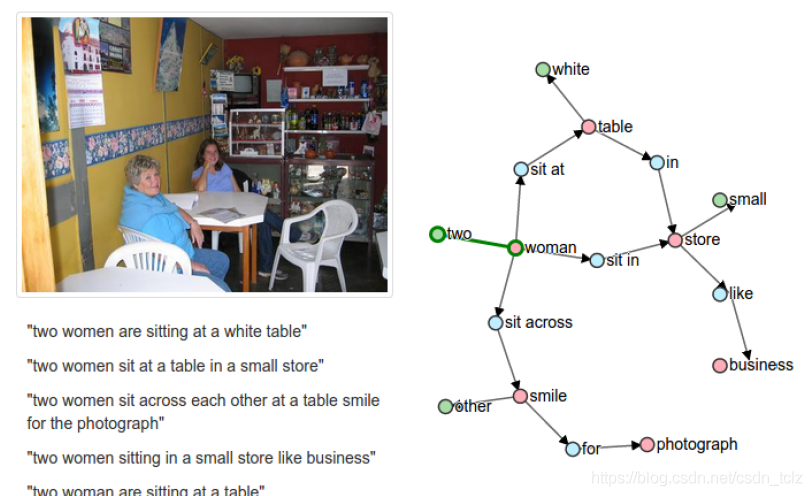 "two women are sitting at a white table"
"two women sit at a table in a small store"
"two women sit across each other at a table smile
for the photograph"
"two women sitting in a small store like business"
"two woman are sitting at a table"
white
table
sit at
in
small
two
woman
sit in
store
like
sit across
business
smile
other
for
photograph
https://blog.csdn.net/csdn_tclz